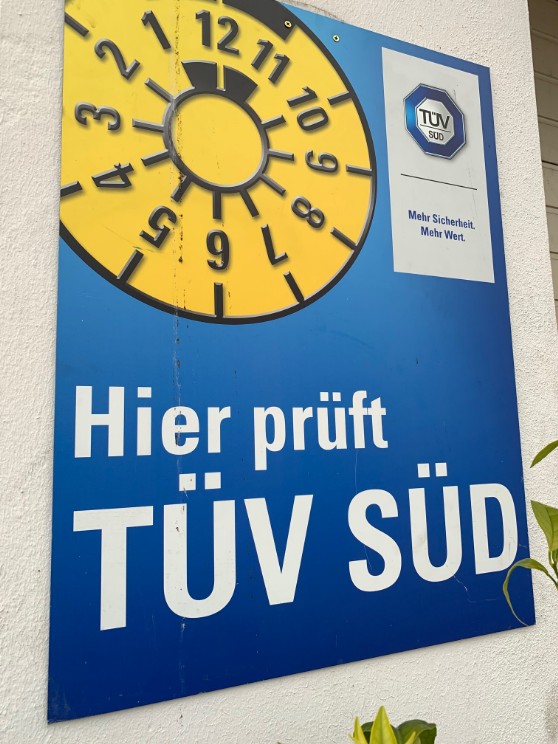 1 12 11
2 10
3 9
4 8
5 6 7
TÜV
SÜD
Mehr Sicherheit.
Mehr Wert.
Hier prüft
TÜV SÜD